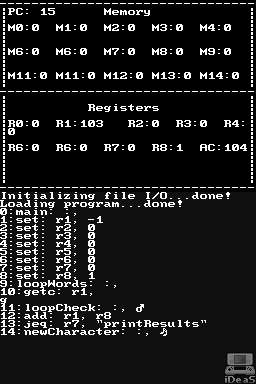 PC: 15 Memory
M0:0 M1:0 M2:0 M3:0 M4:0
M6:0 M6:0 M7:0 M8:0 M9:0
M11:0 M11:0 M12:0 M13:0 M14:0
Registers
R0:0 R1:103 R2:0 R3:0 R4:
0
R6:0 R6:0 R7:0 R8:1 AC:104
Initializing file I/O...done!
Loading program...done!
0:main: :,
1:set: r1, -1
2:set: r2, 0
3:set: r3, 0
4:set: r4, 0
5:set: r5, 0
6:set: r6, 0
7:set: r7, 0
8:set: r8, 1
9:loopWords: :,
10:getc: r1,
g
11:loopCheck: :, ♂
12:add: r1, r8
13:jeq: r7, "printResults"
14:newCharacter: :, ♪
iDeaS